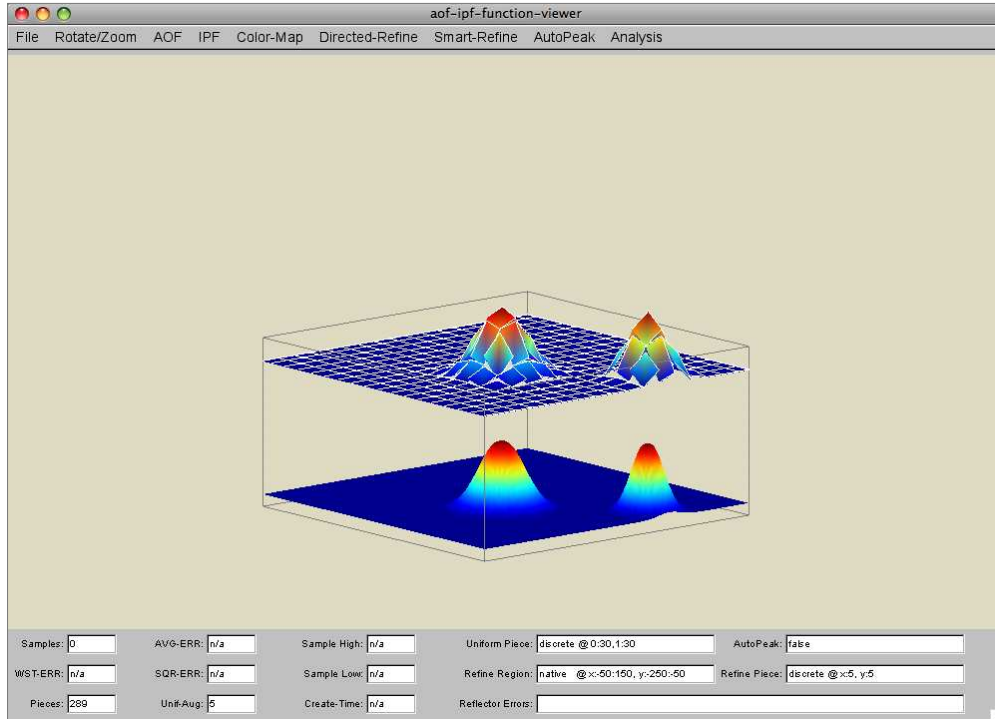 aof-ipf-function-viewer
File Rotate/Zoom AOF IPF Color-Map Directed-Refine Smart-Refine AutoPeak Analysis
Samples: 0 AVG-ERR: n/a Sample High: n/a Uniform Piece: discrete @ 0:30,1:30 AutoPeak: false
WST-ERR: n/a SQR-ERR: n/a Sample Low: n/a Refine Region: native @ x:-50:150, y:-250:-50 Refine Piece: discrete @ x:5, y:5
Pieces: 289 Unif-Aug: 5 Create-Time: n/a Reflector Errors: